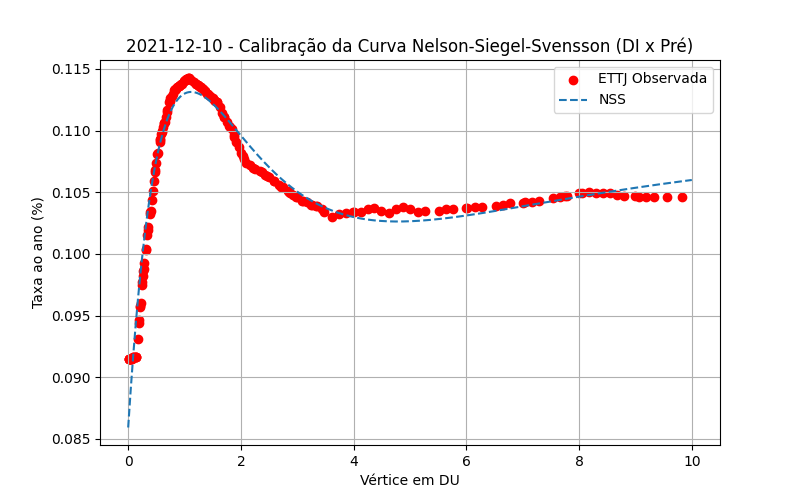 2021-12-10 - Calibração da Curva Nelson-Siegel-Svensson (DI x Pré)
0.115
0.110
0.105
0.100
0.095
0.090
0.085
Taxa ao ano (%)
ETTJ Observada
NSS
0 2 4 6 8 10
Vértice em DU